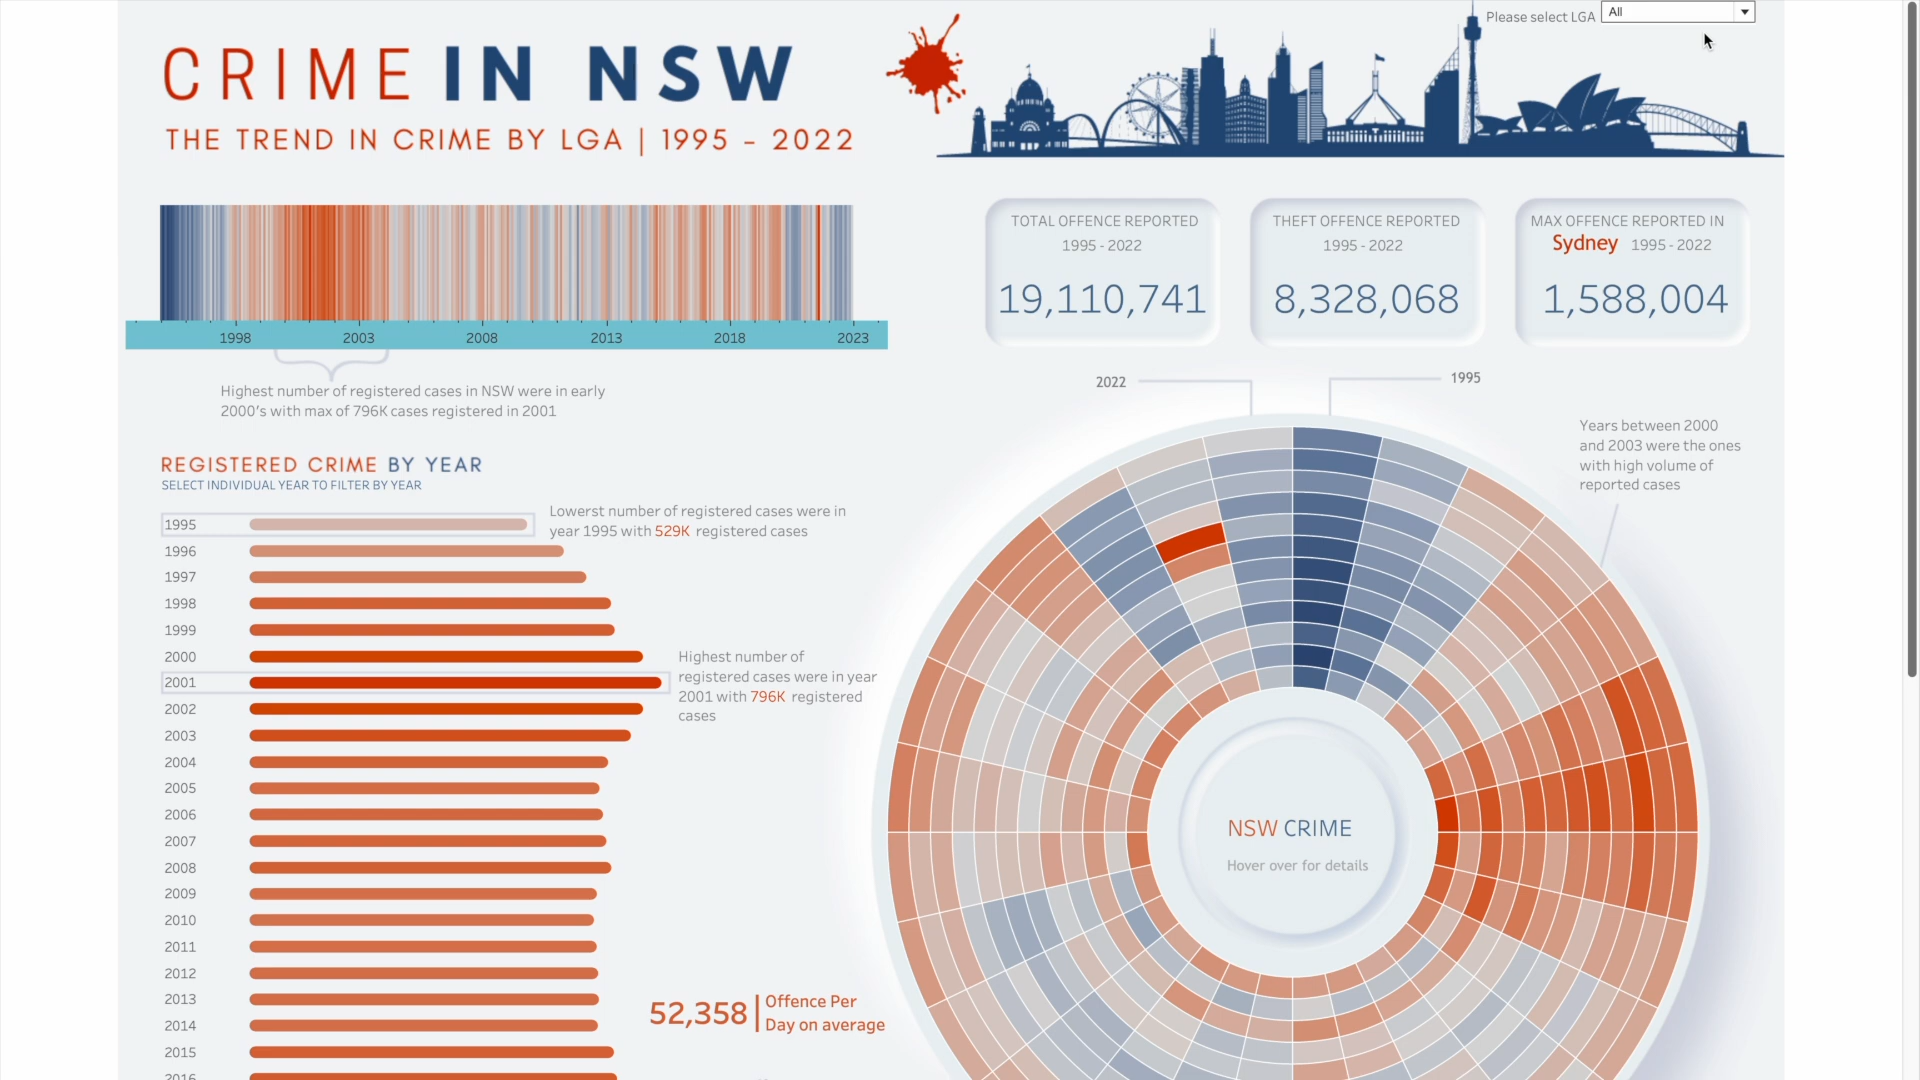 Please select LGA All
CRIME IN NSW
THE TREND IN CRIME BY LGA | 1995 - 2022
TOTAL OFFENCE REPORTED
1995 - 2022
19,110,741
THEFT OFFENCE REPORTED
1995 - 2022
8,328,068
MAX OFFENCE REPORTED IN
Sydney 1995 - 2022
1,588,004
1998 2003 2008 2013 2018 2023
Highest number of registered cases in NSW were in early
2000's with max of 796K cases registered in 2001
2022
1995
Years between 2000
and 2003 were the ones
with high volume of
reported cases
REGISTERED CRIME BY YEAR
SELECT INDIVIDUAL YEAR TO FILTER BY YEAR
Lowerst number of registered cases were in
year 1995 with 529K registered cases
1995
1996
1997
1998
1999
2000
2001
2002
2003
2004
2005
2006
2007
2008
2009
2010
2011
2012
2013
2014
2015
2016
Highest number of
registered cases were in year
2001 with 796K registered
cases
52,358 | Offence Per
Day on average
NSW CRIME
Hover over for details